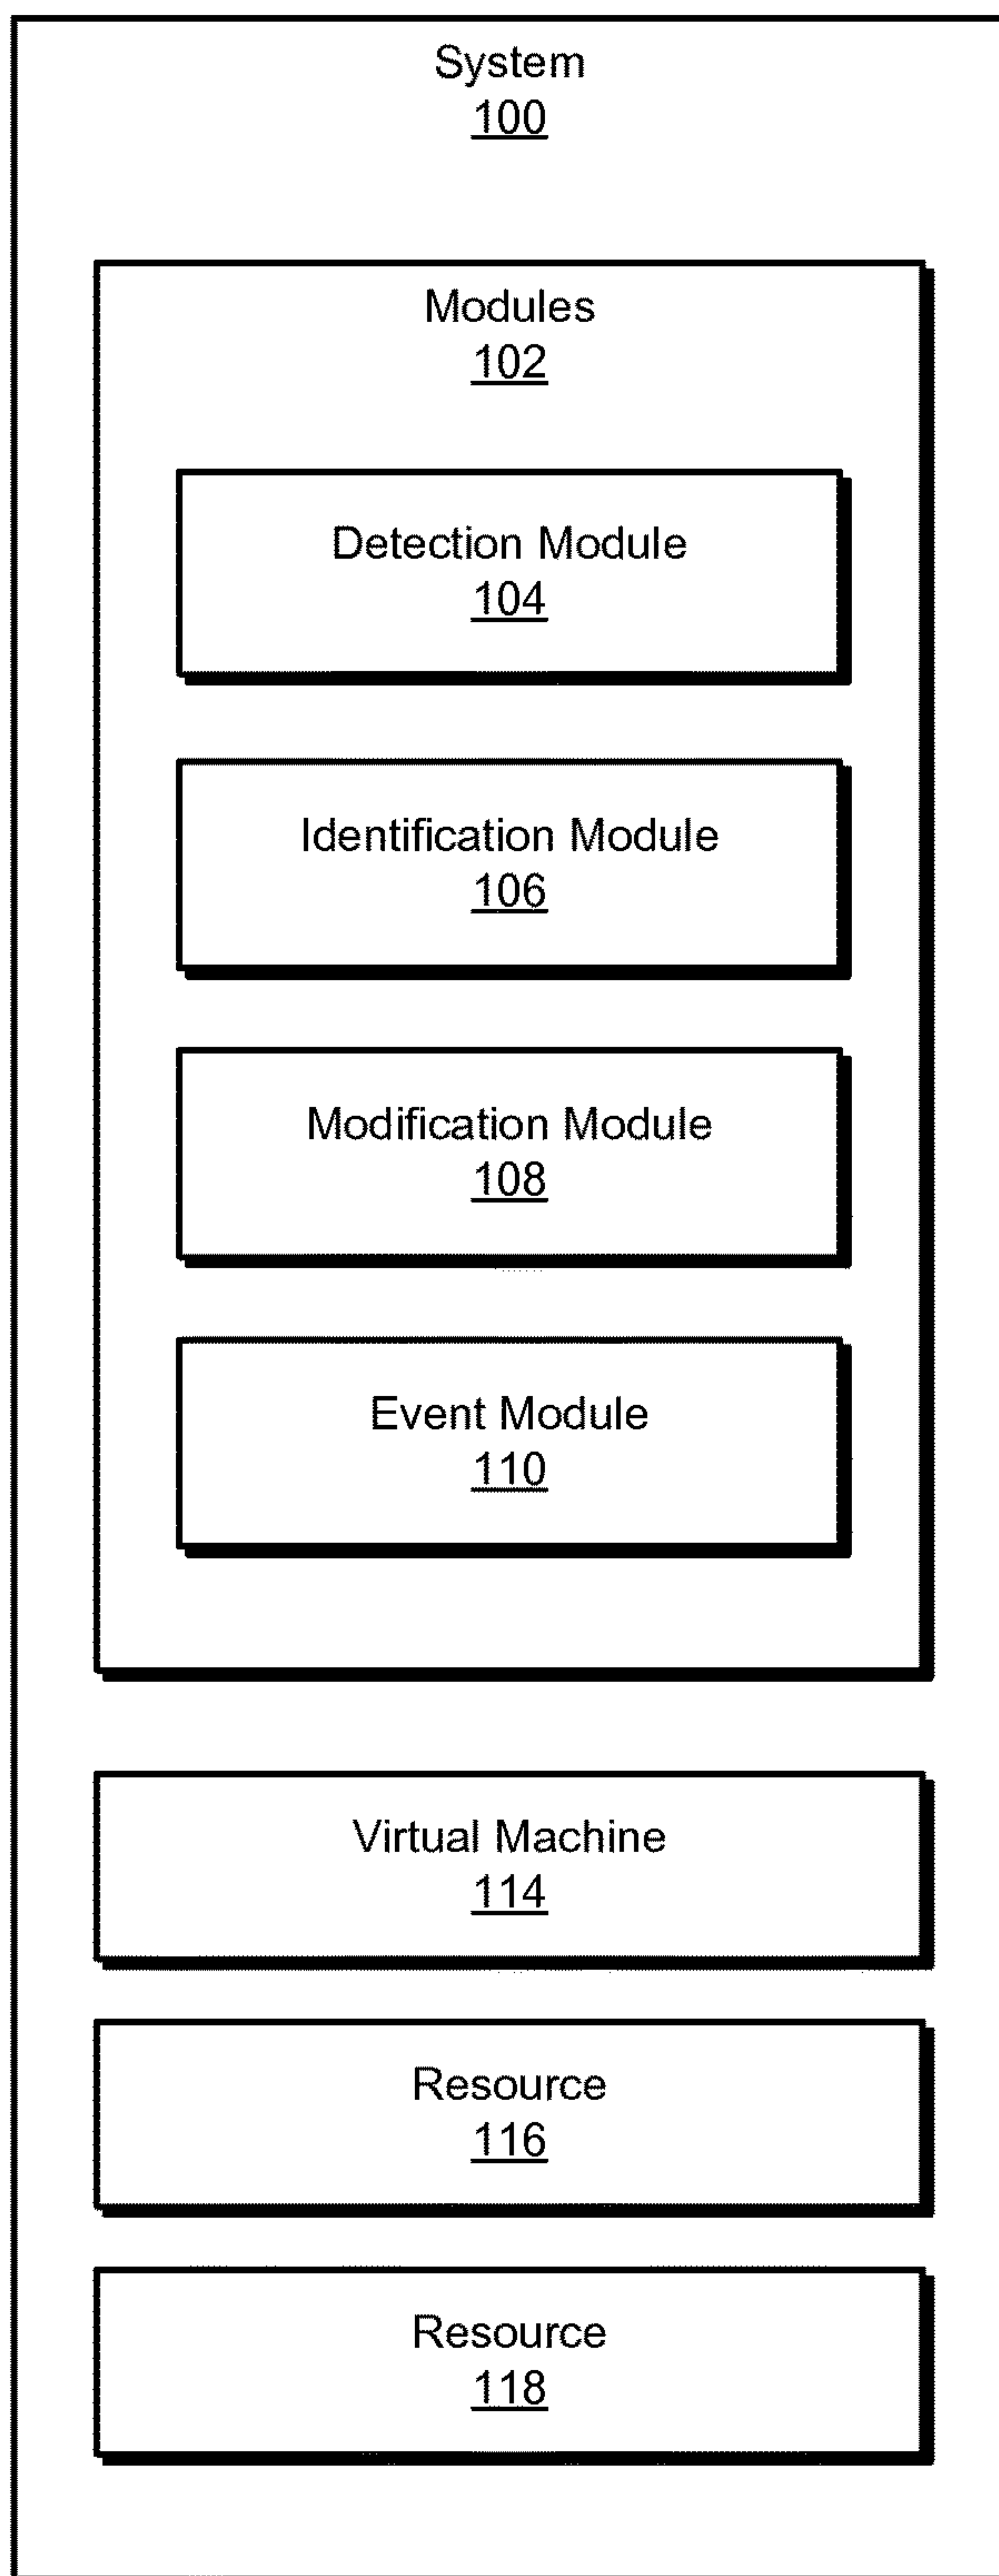 System
100
Modules
102
Detection Module
104
Identification Module
106
Modification Module
108
Event Module
110
Virtual Machine
114
Resource
116
Resource
118